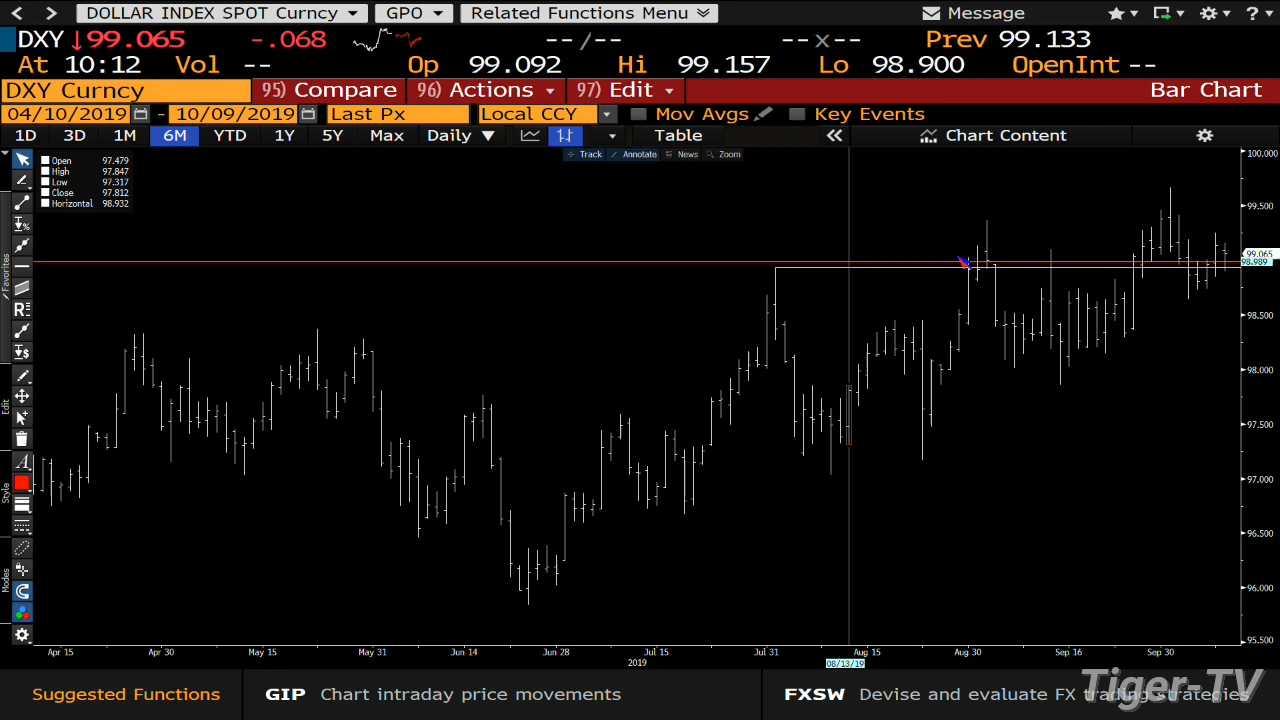 DOLLAR INDEX SPOT Curncy GPO Related Functions Menu Message ?
DXY ↓99.065 -.068 --/-- --x-- Prev 99.133
At 10:12 Vol -- Op 99.092 Hi 99.157 Lo 98.900 OpenInt --
DXY Curncy 95) Compare 96) Actions 97) Edit Bar Chart
04/10/2019 - 10/09/2019 Last Px Local CCY Mov Avgs Key Events
1D 3D 1M 6M YTD 1Y 5Y Max Daily ▼ Table « Chart Content
Track Annotate News Zoom
Open 97.479
High 97.847
Low 97.317
Close 97.812
Horizontal 98.932
100.000
99.500
99.065
98.989
98.500
98.000
97.500
97.000
96.500
96.000
95.500
Favorites
Edit
Style
Modes
Apr 15 Apr 30 May 15 May 31 Jun 14 Jun 28 Jul 15 Jul 31 Aug 15 Aug 30 Sep 16 Sep 30
2019 08/13/19
Suggested Functions GIP Chart intraday price movements FXSW Devise and evaluate FX trading strategies
Tiger-TV